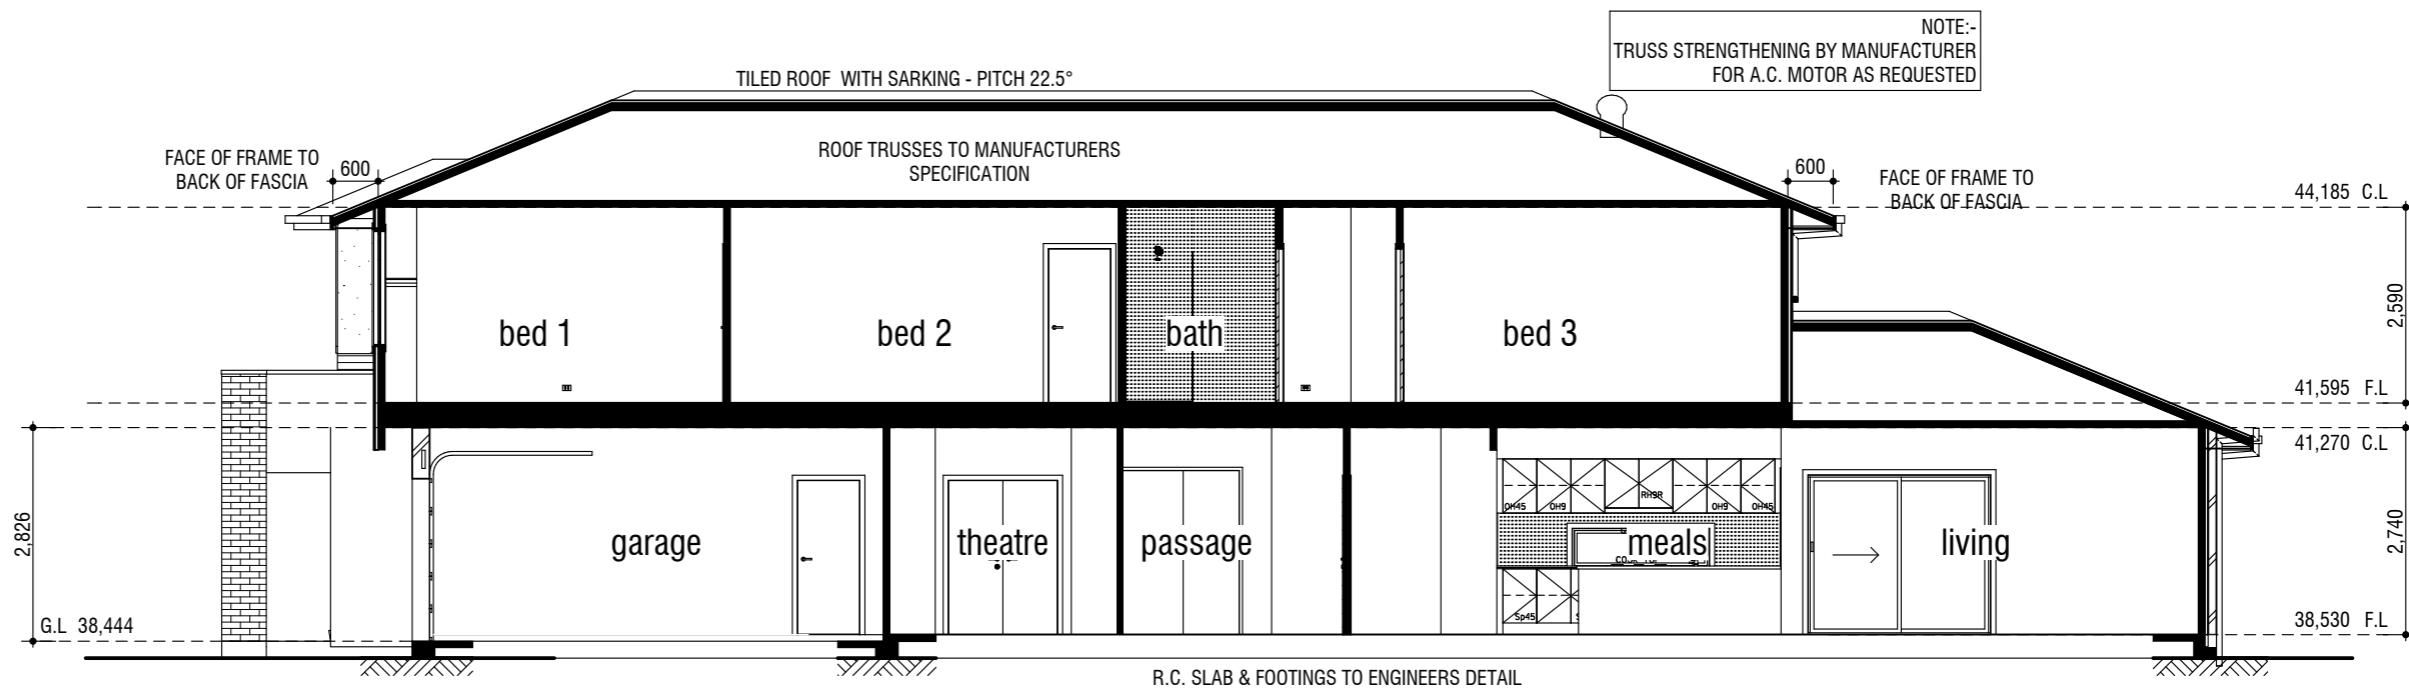 NOTE:-
TRUSS STRENGTHENING BY MANUFACTURER
FOR A.C. MOTOR AS REQUESTED
TILED ROOF WITH SARKING - PITCH 22.5°
ROOF TRUSSES TO MANUFACTURERS
SPECIFICATION
FACE OF FRAME TO
BACK OF FASCIA
600
600
FACE OF FRAME TO
BACK OF FASCIA
44,185 C.L
2,590
bed 1
bed 2
bath
bed 3
41,595 F.L
41,270 C.L
2,826
2,740
garage
theatre
passage
meals
living
OH45
OH9
RH9R
OH9
OH45
Sp45
G.L 38,444
38,530 F.L
R.C. SLAB & FOOTINGS TO ENGINEERS DETAIL